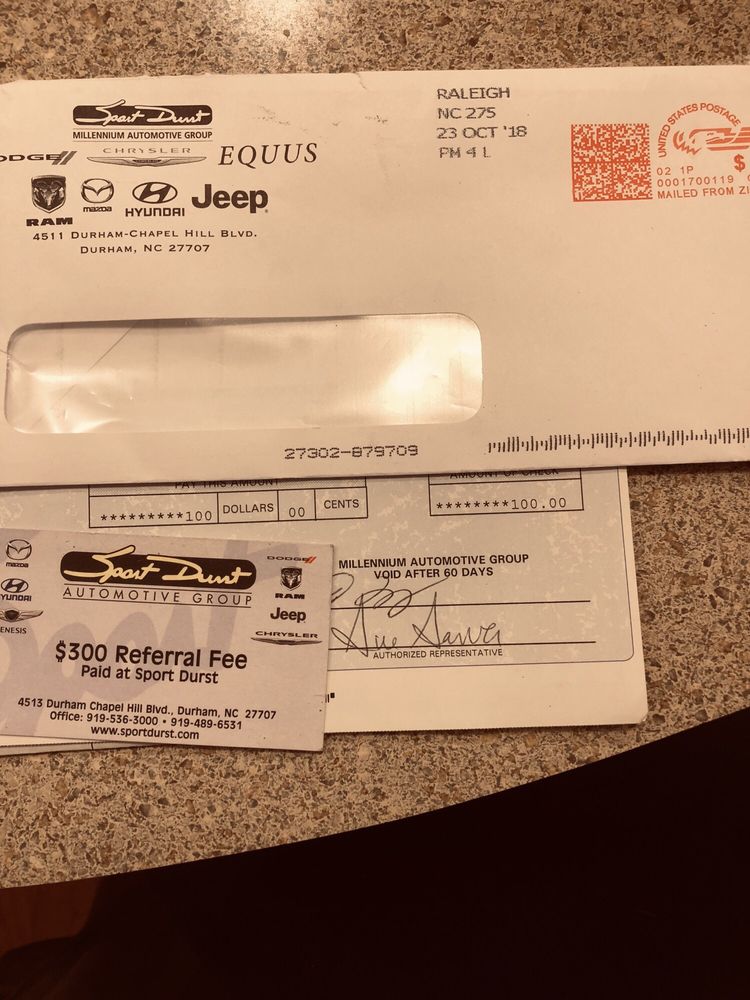 Sport Durst
MILLENNIUM AUTOMOTIVE GROUP
DODGE CHRYSLER EQUUS
RAM mazda HYUNDAI Jeep
4511 DURHAM-CHAPEL HILL BLVD.
DURHAM, NC 27707
RALEIGH
NC 275
23 OCT '18
PM 4 L
UNITED STATES POSTAGE
$
02 1P
0001700119
MAILED FROM ZI
27302-879709
PAY THIS AMOUNT
*********100 DOLLARS 00 CENTS
AMOUNT OF CHECK
********100.00
MILLENNIUM AUTOMOTIVE GROUP
VOID AFTER 60 DAYS
AUTHORIZED REPRESENTATIVE
mazda
HYUNDAI
GENESIS
Sport Durst
AUTOMOTIVE GROUP
DODGE
RAM
Jeep
CHRYSLER
$300 Referral Fee
Paid at Sport Durst
4513 Durham Chapel Hill Blvd., Durham, NC 27707
Office: 919-536-3000 • 919-489-6531
www.sportdurst.com